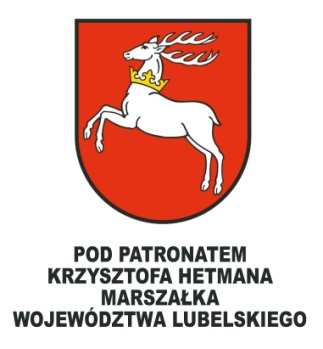 POD PATRONATEM
KRZYSZTOFA HETMANA
MARSZAŁKA
WOJEWÓDZTWA LUBELSKIEGO